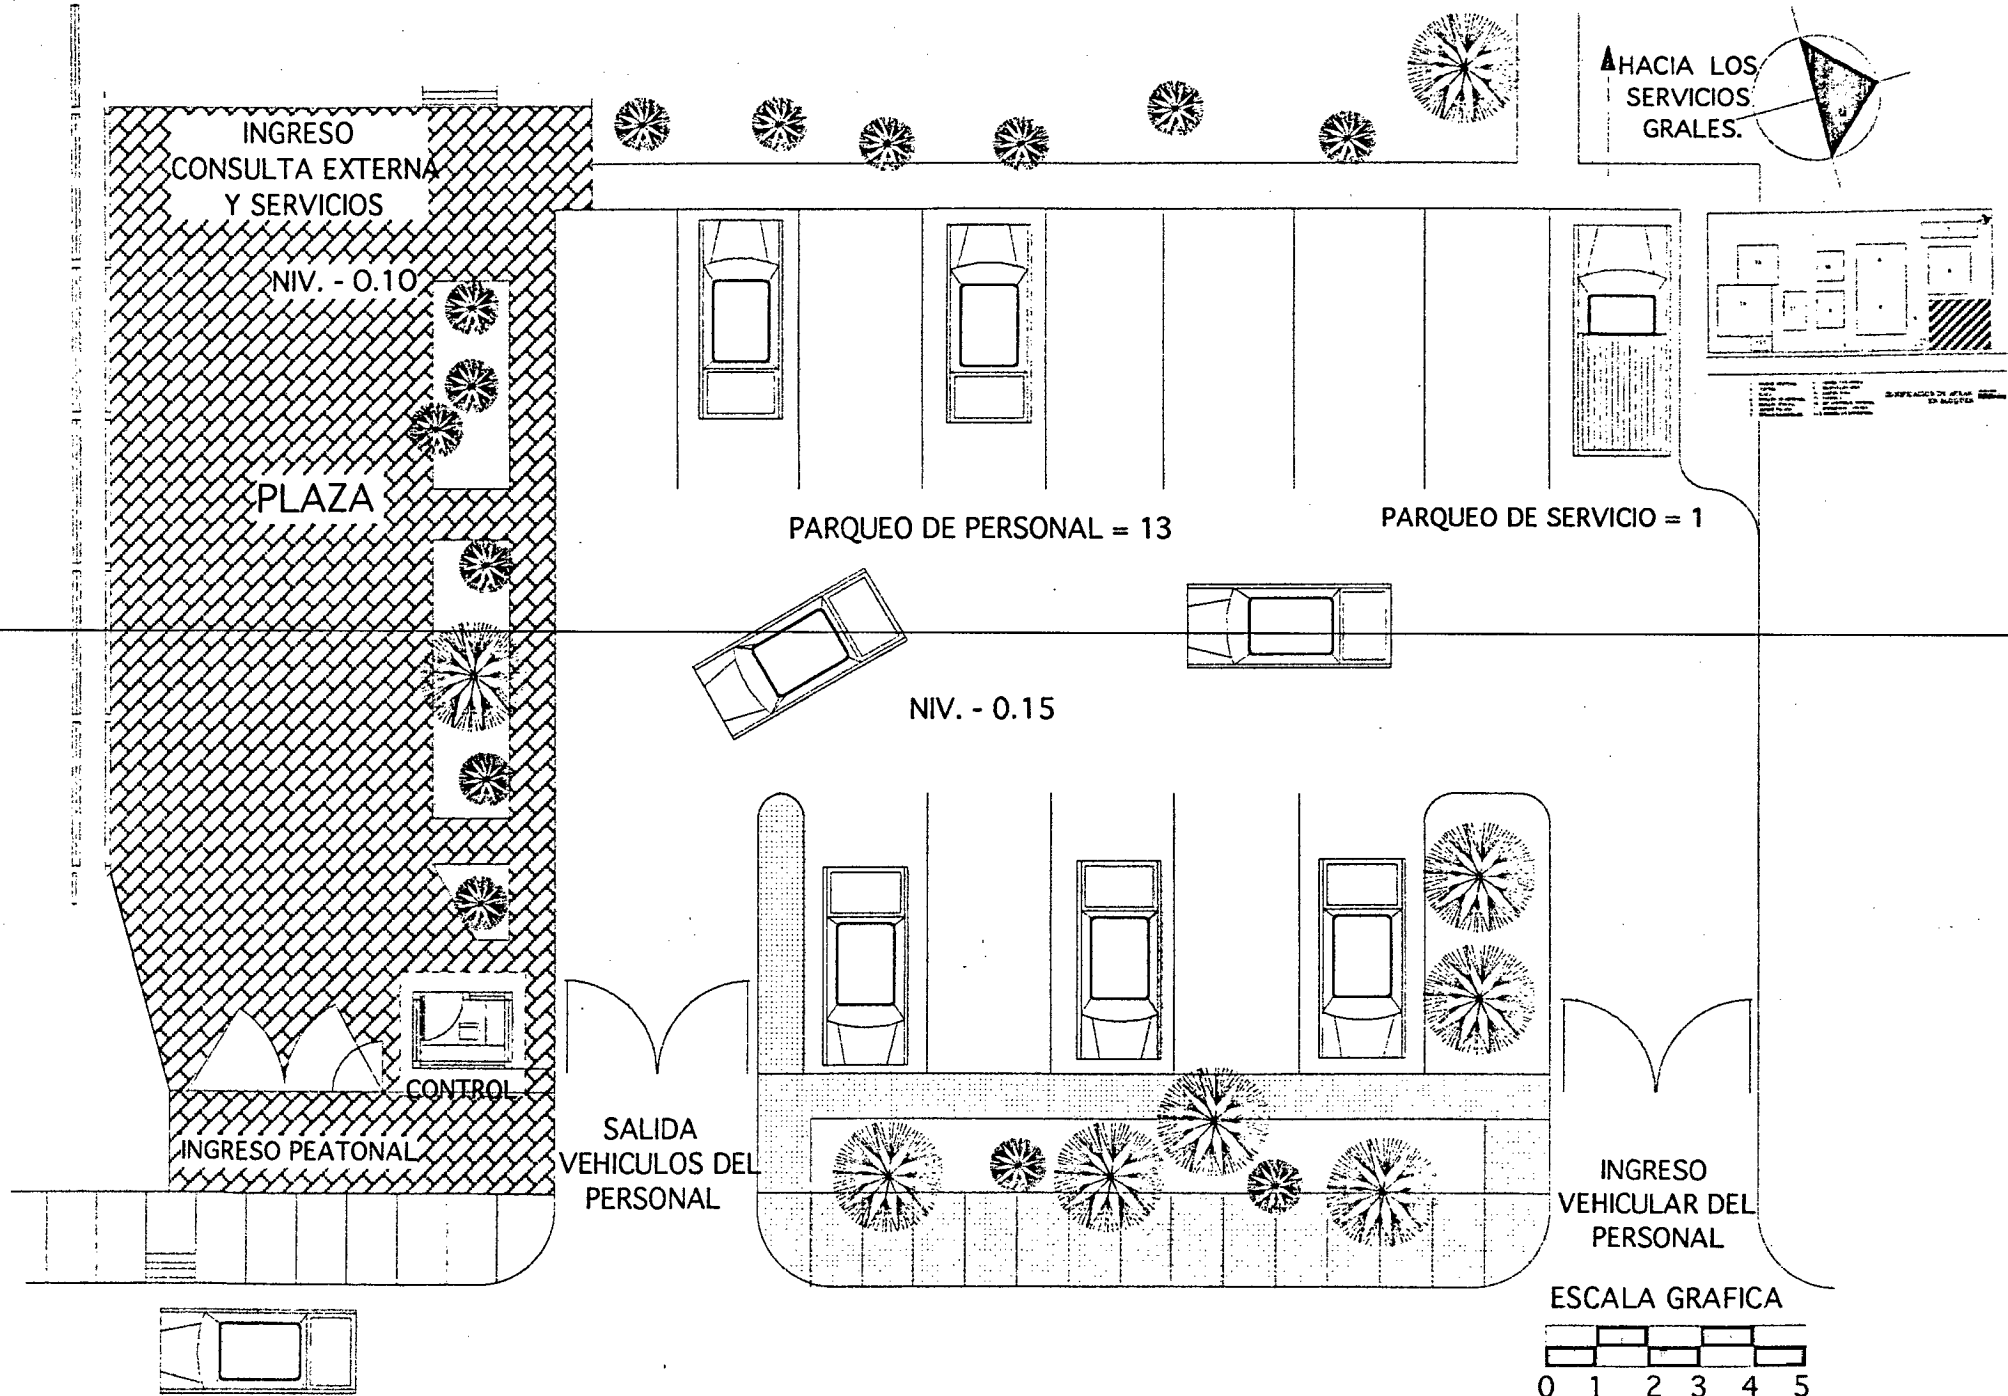 HACIA LOS
SERVICIOS
GRALES.
INGRESO
CONSULTA EXTERNA
Y SERVICIOS
NIV. - 0.10
PLAZA
PARQUEO DE PERSONAL = 13
PARQUEO DE SERVICIO = 1
NIV. - 0.15
CONTROL
INGRESO PEATONAL
SALIDA
VEHICULOS DEL
PERSONAL
INGRESO
VEHICULAR DEL
PERSONAL
ESCALA GRAFICA
0 1 2 3 4 5